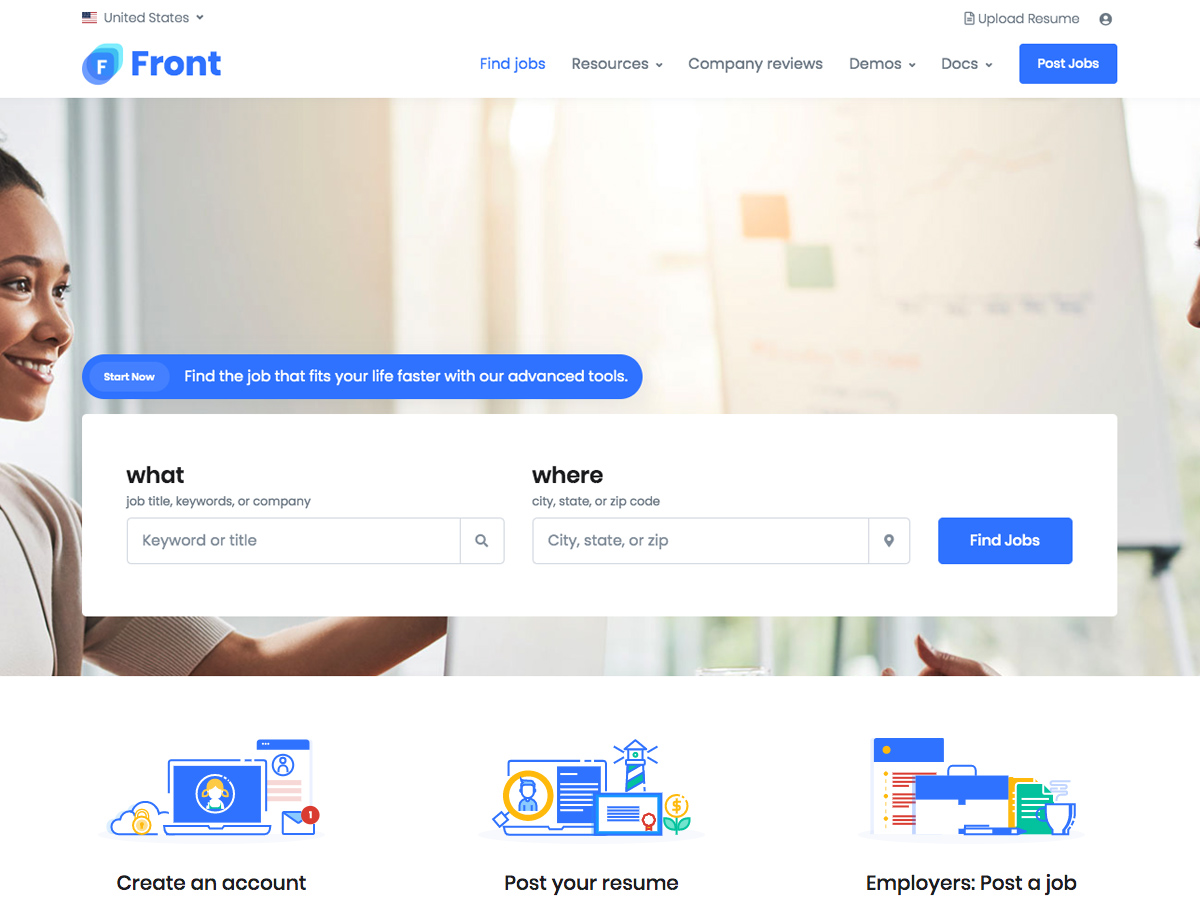 United States
Upload Resume
F Front
Find jobs
Resources
Company reviews
Demos
Docs
Post Jobs
Start Now
Find the job that fits your life faster with our advanced tools.
what
job title, keywords, or company
Keyword or title
where
city, state, or zip code
City, state, or zip
Find Jobs
1
$
Create an account
Post your resume
Employers: Post a job